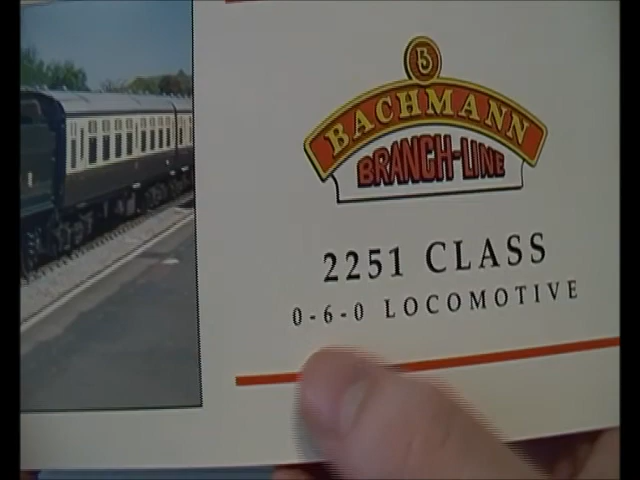 B
BACHMANN
BRANCH-LINE
2251 CLASS
0-6-0 LOCOMOTIVE